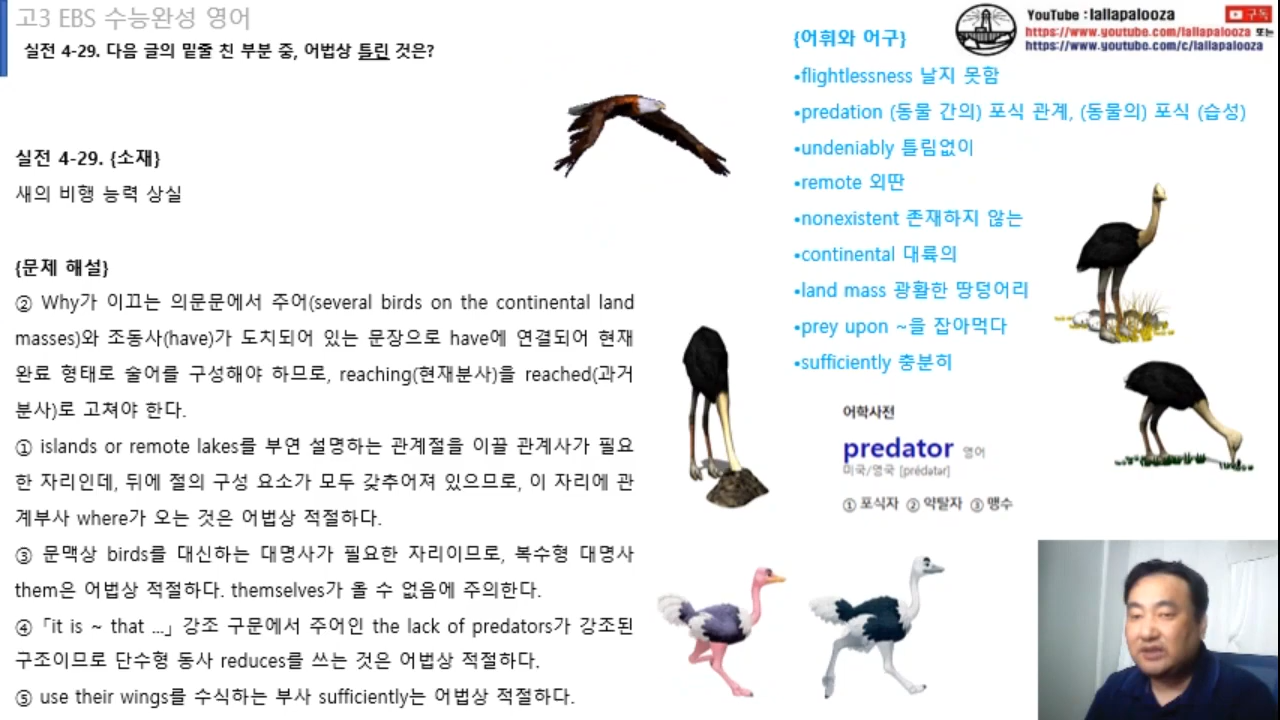 고3 EBS 수능완성 영어
실전 4-29. 다음 글의 밑줄 친 부분 중, 어법상 틀린 것은?
실전 4-29. {소재}
새의 비행 능력 상실
{문제 해설}
② Why가 이끄는 의문문에서 주어(several birds on the continental land
masses)와 조동사(have)가 도치되어 있는 문장으로 have에 연결되어 현재
완료 형태로 술어를 구성해야 하므로, reaching(현재분사)을 reached(과거
분사)로 고쳐야 한다.
① islands or remote lakes를 부연 설명하는 관계절을 이끌 관계사가 필요
한 자리인데, 뒤에 절의 구성 요소가 모두 갖추어져 있으므로, 이 자리에 관
계부사 where가 오는 것은 어법상 적절하다.
③ 문맥상 birds를 대신하는 대명사가 필요한 자리이므로, 복수형 대명사
them은 어법상 적절하다. themselves가 올 수 없음에 주의한다.
④ 「it is ~ that ...」 강조 구문에서 주어인 the lack of predators가 강조된
구조이므로 단수형 동사 reduces를 쓰는 것은 어법상 적절하다.
⑤ use their wings를 수식하는 부사 sufficiently는 어법상 적절하다.
{어휘와 어구}
•flightlessness 날지 못함
•predation (동물 간의) 포식 관계, (동물의) 포식 (습성)
•undeniably 틀림없이
•remote 외딴
•nonexistent 존재하지 않는
•continental 대륙의
•land mass 광활한 땅덩어리
•prey upon ~을 잡아먹다
•sufficiently 충분히
어학사전
predator 영어
미국/영국 [prédətər]
① 포식자 ② 약탈자 ③ 맹수
YouTube : lallapalooza
구독
https://www.youtube.com/lallapalooza 또는
https://www.youtube.com/c/lallapalooza